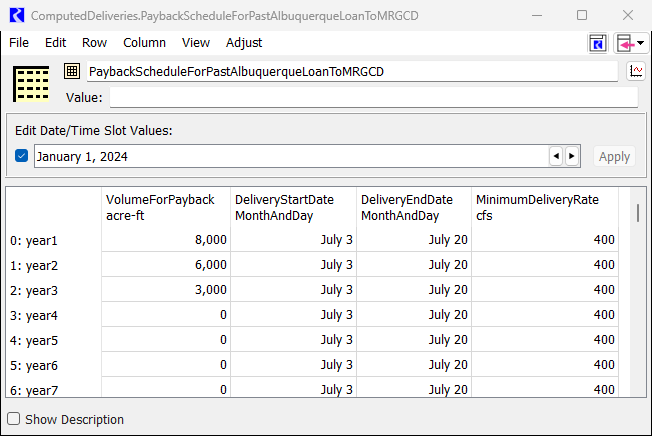 ComputedDeliveries.PaybackScheduleForPastAlbuquerqueLoanToMRGCD
File Edit Row Column View Adjust
PaybackScheduleForPastAlbuquerqueLoanToMRGCD
Value:
Edit Date/Time Slot Values:
January 1, 2024 Apply
VolumeForPayback DeliveryStartDate DeliveryEndDate MinimumDeliveryRate
acre-ft MonthAndDay MonthAndDay cfs
0: year1 8,000 July 3 July 20 400
1: year2 6,000 July 3 July 20 400
2: year3 3,000 July 3 July 20 400
3: year4 0 July 3 July 20 400
4: year5 0 July 3 July 20 400
5: year6 0 July 3 July 20 400
6: year7 0 July 3 July 20 400
Show Description